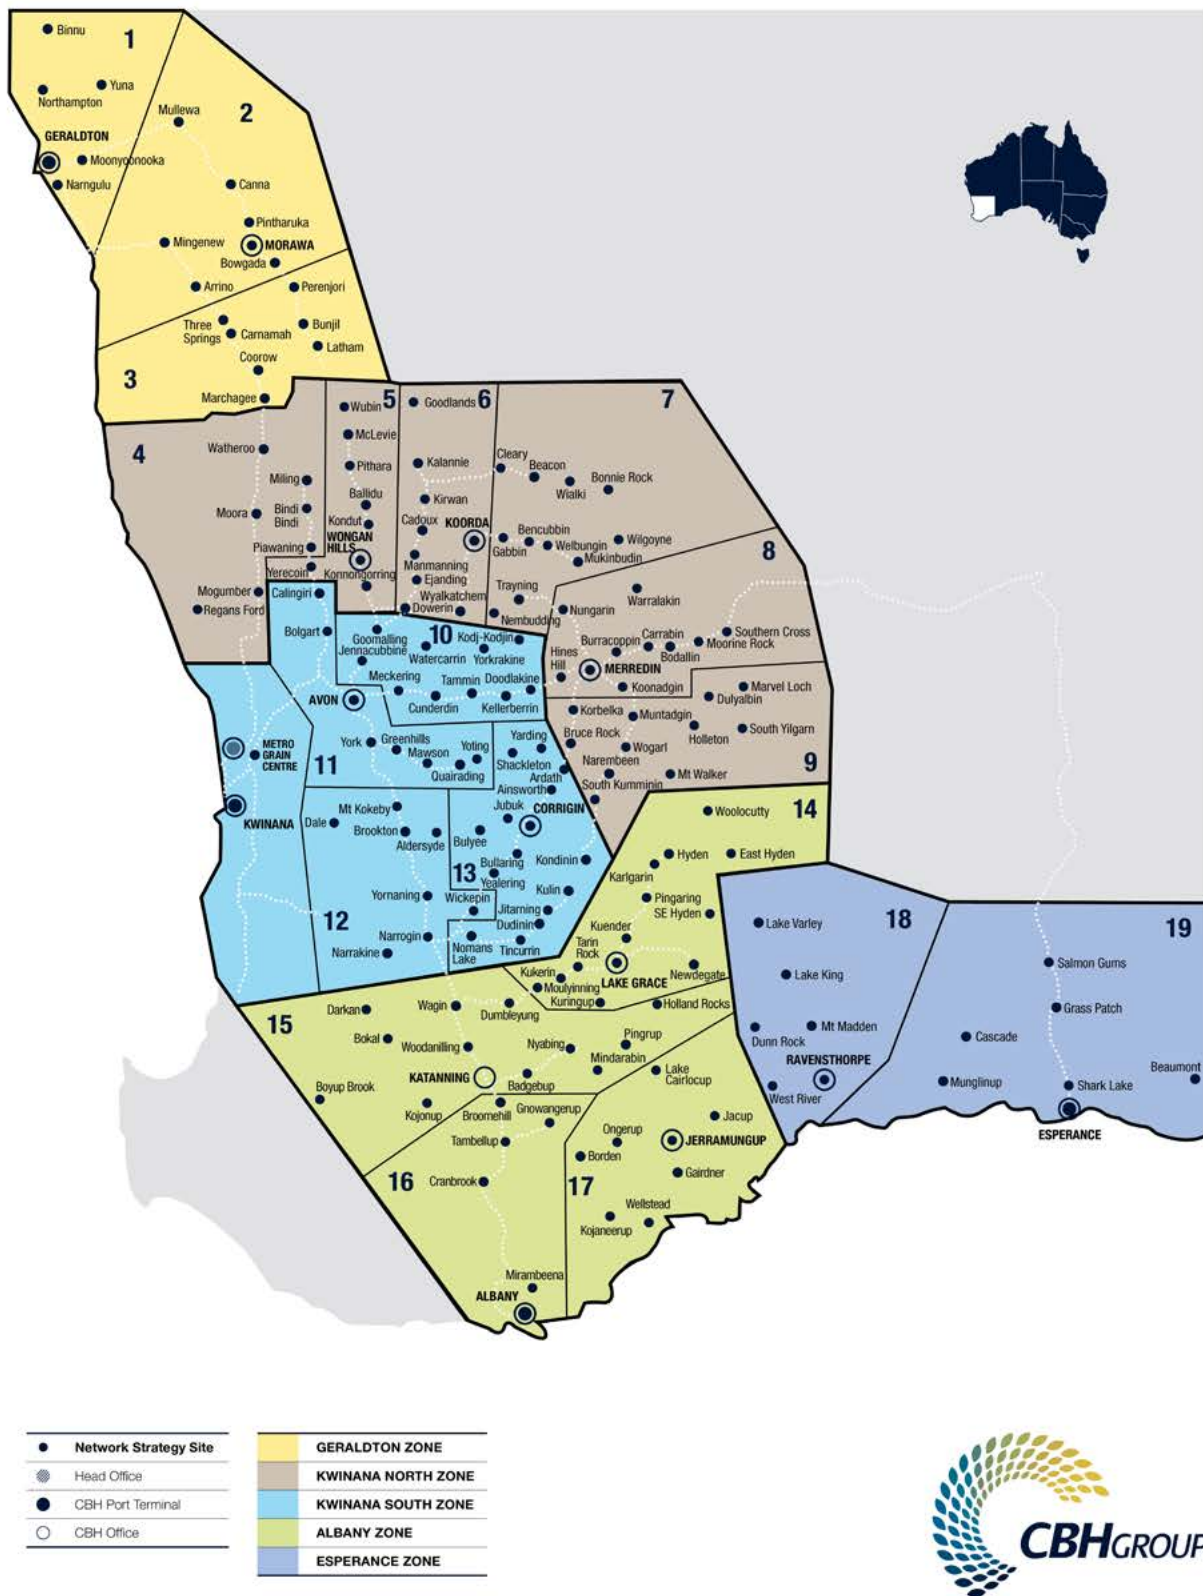 Binnu
1
Yuna
Northampton
Mullewa
2
GERALDTON
Moonyoonooka
Narngulu
Canna
Pintharuka
Mingenew
MORAWA
Bowgada
Arrino
Perenjori
Three
Springs
Bunjil
Carnamah
Latham
Coorow
3
Marchagee
4
5
6
7
Wubin
Goodlands
McLevie
Watheroo
Pithara
Kalannie
Cleary
Beacon
Bonnie Rock
Wialki
Miling
Ballidu
Kirwan
Moora
Bindi
Bindi
Kondut
Cadoux
KOORDA
Bencubbin
WONGAN
HILLS
Gabbin
Welbungin
Wilgoyne
Piawaning
Mukinbudin
8
Yerecoin
Konnongorring
Manmanning
Ejanding
Trayning
Mogumber
Calingiri
Wyalkatchem
Warralakin
Regans Ford
Dowerin
Nembudding
Nungarin
Bolgart
Goomalling
10
Kodj-Kodjin
Burracoppin
Carrabin
Southern Cross
Moorine Rock
Jennacubbine
Watercarrin
Yorkrakine
Hines
Hill
Bodallin
MERREDIN
Meckering
Tammin
Doodlakine
Koonadgin
Marvel Loch
AVON
Cunderdin
Kellerberrin
Dulyalbin
Korbelka
Muntadgin
Holleton
South Yilgarn
York
Greenhills
Yarding
Bruce Rock
Wogarl
METRO
GRAIN
CENTRE
11
Mawson
Yoting
Shackleton
Narembeen
9
Quairading
Ardath
Mt Walker
Ainsworth
South Kumminin
KWINANA
Mt Kokeby
Jubuk
CORRIGIN
14
Woolocutty
Dale
Brookton
Bulyee
Aldersyde
13
Bullaring
Kondinin
Hyden
East Hyden
Yealering
Karlgarin
Yornaning
Wickepin
Kulin
Pingaring
12
Jitarning
SE Hyden
18
19
Dudinin
Kuender
Lake Varley
Narrogin
Nomans
Lake
Tincurrin
Tarin
Rock
Narrakine
Kukerin
LAKE GRACE
Newdegate
Lake King
Salmon Gums
Moulyinning
Kuringup
Holland Rocks
Darkan
Wagin
Dumbleyung
Grass Patch
15
Mt Madden
Bokal
Woodanilling
Nyabing
Pingrup
Dunn Rock
Cascade
Mindarabin
RAVENSTHORPE
Beaumont
KATANNING
Badgebup
Lake
Cairlocup
Munglinup
Shark Lake
Boyup Brook
West River
Kojonup
Broomehill
Gnowangerup
Jacup
ESPERANCE
Tambellup
Ongerup
JERRAMUNGUP
Borden
16
Cranbrook
17
Gairdner
Wellstead
Kojaneerup
Mirambeena
ALBANY
Network Strategy Site
Head Office
CBH Port Terminal
CBH Office
GERALDTON ZONE
KWINANA NORTH ZONE
KWINANA SOUTH ZONE
ALBANY ZONE
ESPERANCE ZONE
CBHGROUP